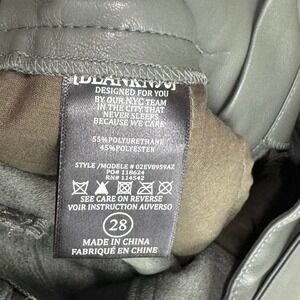 [BLANKNYC]
DESIGNED FOR YOU
BY OUR NYC TEAM
IN THE CITY THAT
NEVER SLEEPS
BECAUSE WE CARE
55%POLYURETHANE
45%POLYESTER
STYLE /MODELE # 02EV8959AZ
PO# 118624
RN# 114542
SEE CARE ON REVERSE
VOIR INSTRUCTION AUVERSO
28
MADE IN CHINA
FABRIQUÉ EN CHINE